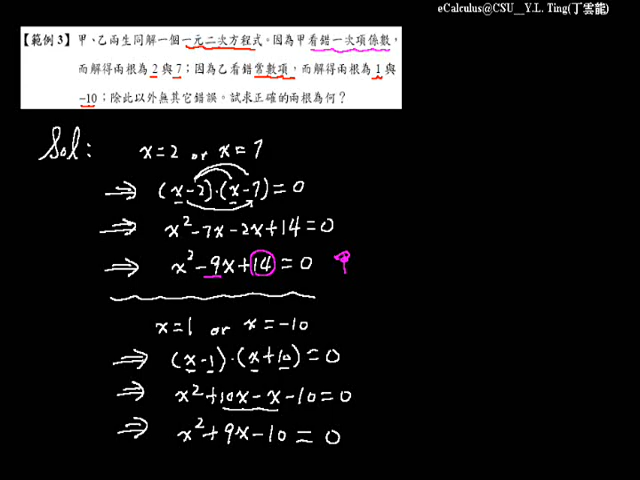 eCalculus@CSU__Y.L. Ting(丁雲龍)
【範例3】甲、乙兩生同解一個一元二次方程式。因為甲看錯一次項係數，
而解得兩根為2與7；因為乙看錯常數項，而解得兩根為1與
-10；除此以外無其它錯誤。試求正確的兩根為何？
Sol:
x=2 or x=7
⇒ (x-2)·(x-7)=0
⇒ x²-7x-2x+14=0
⇒ x²-9x+14=0
x=1 or x=-10
⇒ (x-1)·(x+10)=0
⇒ x²+10x-x-10=0
⇒ x²+9x-10=0